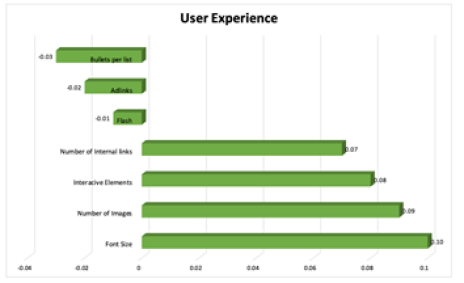 User Experience
-0.03 Bullets per list
-0.02 Adlinks
-0.01 Flash
Number of Internal links 0.07
Interacive Elements 0.08
Number of Images 0.09
Font Size 0.10
-0.06 -0.04 -0.02 0 0.02 0.04 0.06 0.08 0.1